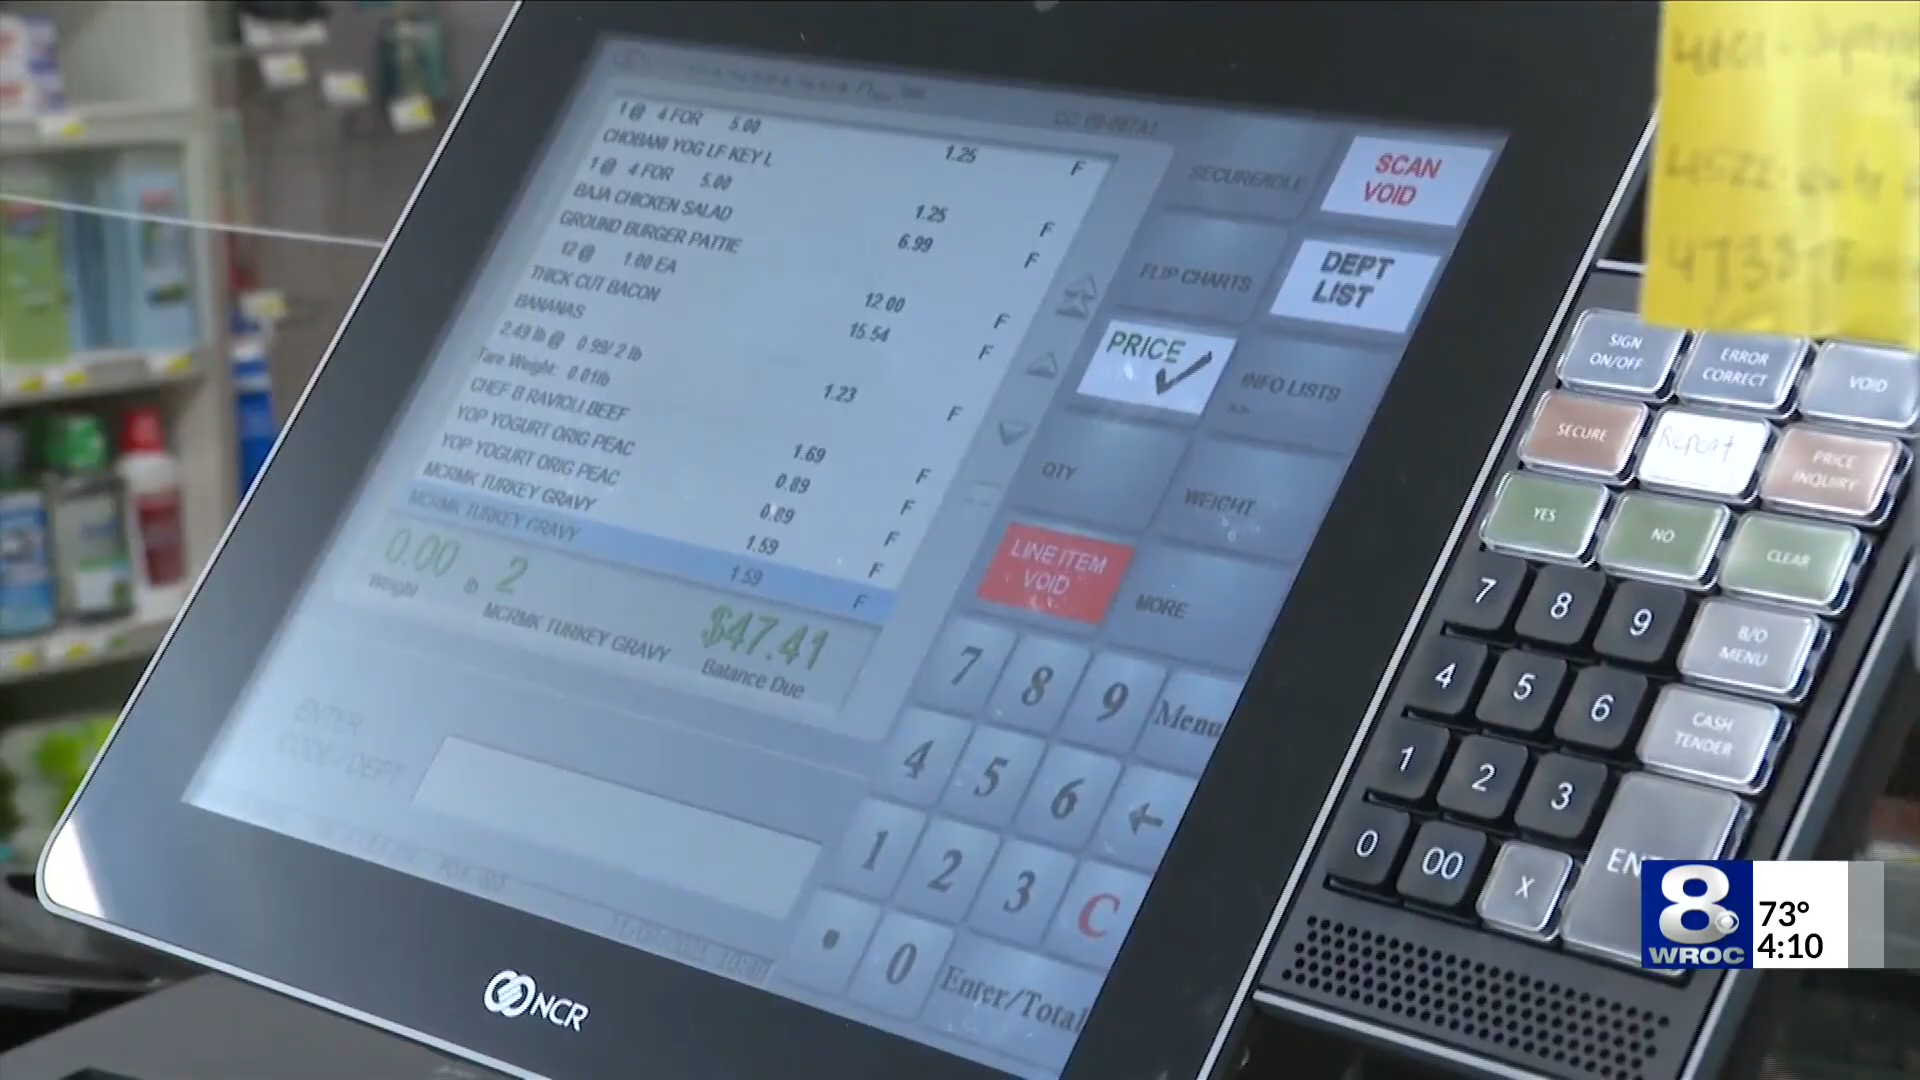 1 @ 4 FOR 5.00
1.25 F
CHOBANI YOG LF KEY L
1 @ 4 FOR 5.00
1.25 F
BAJA CHICKEN SALAD 6.99 F
GROUND BURGER PATTIE
12 @ 1.00 EA 12.00 F
THICK CUT BACON 15.54 F
BANANAS
2.49 lb @ 0.99/ 2 lb 1.23 F
Tare Weight: 0.01lb
CHEF B RAVIOLI BEEF 1.69 F
YOP YOGURT ORIG PEAC 0.89 F
YOP YOGURT ORIG PEAC 0.89 F
MCRMK TURKEY GRAVY 1.59 F
MCRMK TURKEY GRAVY 1.59 F
0.00 lb 2 $47.41
Weight MCRMK TURKEY GRAVY Balance Due
ENTER
CODE / DEPT
SECURE/IDLE
SCAN
VOID
FLIP CHARTS
DEPT
LIST
PRICE
INFO LISTS
>>
QTY
WEIGHT
LINE ITEM
VOID
MORE
7 8 9 Menu
4 5 6 ←
1 2 3 C
. 0 Enter/Total
NCR
SIGN
ON/OFF
ERROR
CORRECT
VOID
SECURE
Repeat
PRICE
INQUIRY
YES
NO
CLEAR
7 8 9
B/O
MENU
4 5 6
CASH
TENDER
1 2 3
0 00 X
8
WROC
73°
4:10